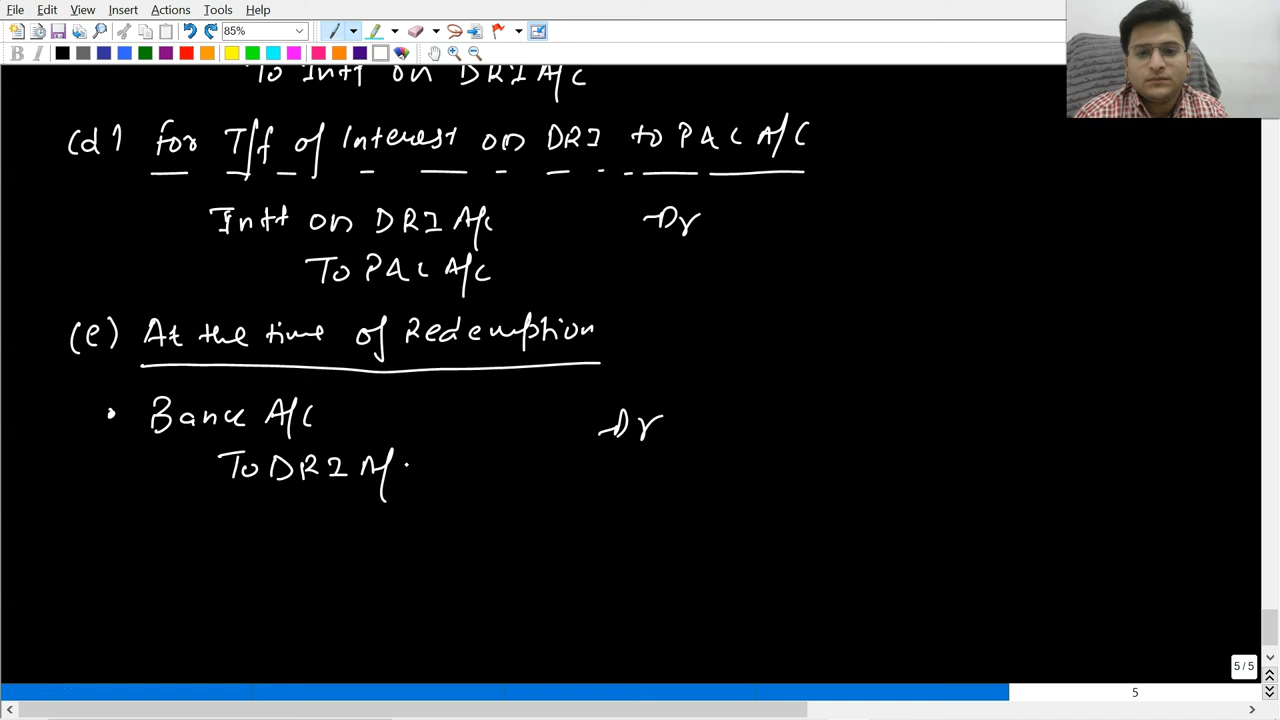 File Edit View Insert Actions Tools Help
85%
B I
To Intt on DRI A/C
(d) for T/f of Interest on DRI to P&L A/C
Intt on DRI A/C Dr
To P&L A/C
(e) At the time of Redemption
• Bank A/C Dr
To DRI A/
5 / 5
5